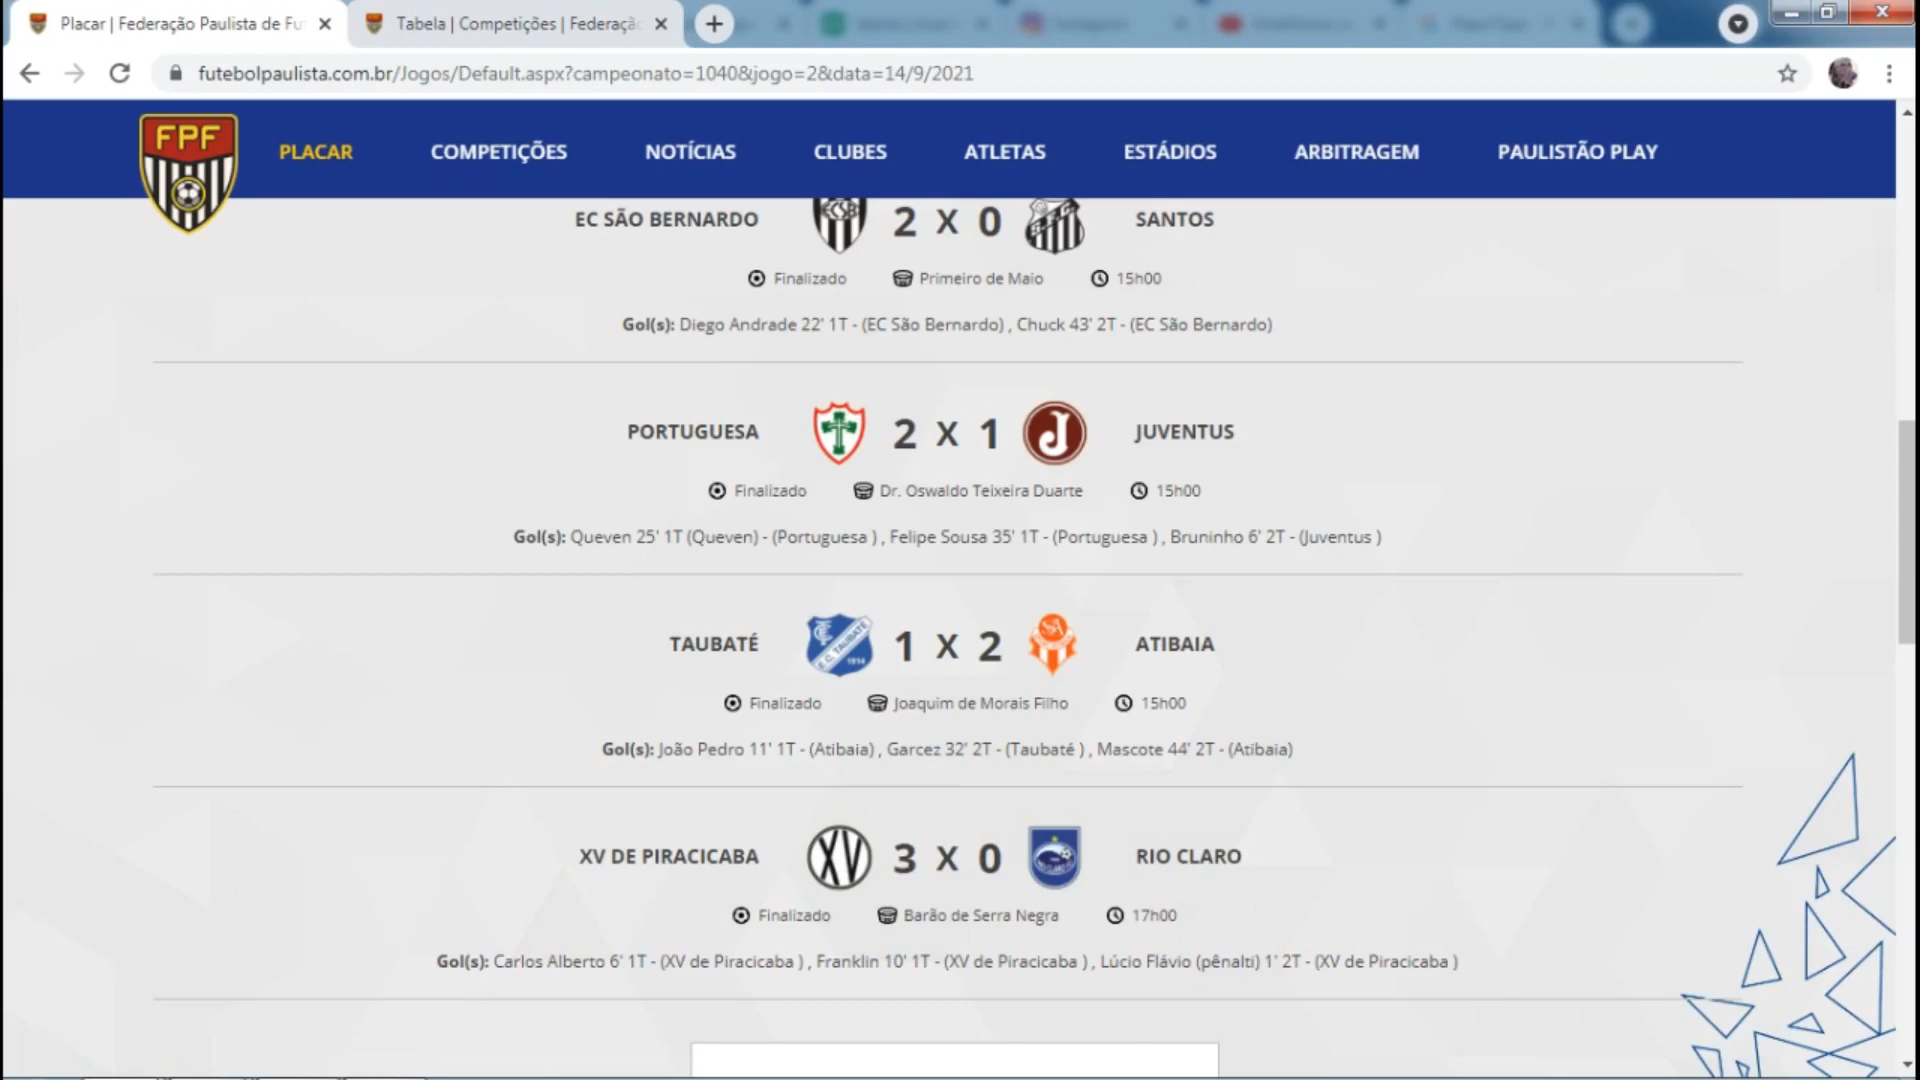 Placar | Federação Paulista de Fu
Tabela | Competições | Federaçã
futebolpaulista.com.br/Jogos/Default.aspx?campeonato=1040&jogo=2&data=14/9/2021
FPF
PLACAR COMPETIÇÕES NOTÍCIAS CLUBES ATLETAS ESTÁDIOS ARBITRAGEM PAULISTÃO PLAY
EC SÃO BERNARDO 2 X 0 SANTOS
Finalizado Primeiro de Maio 15h00
Gol(s): Diego Andrade 22' 1T - (EC São Bernardo) , Chuck 43' 2T - (EC São Bernardo)
PORTUGUESA 2 X 1 JUVENTUS
Finalizado Dr. Oswaldo Teixeira Duarte 15h00
Gol(s): Queven 25' 1T (Queven) - (Portuguesa ) , Felipe Sousa 35' 1T - (Portuguesa ) , Bruninho 6' 2T - (Juventus )
TAUBATÉ 1 X 2 ATIBAIA
Finalizado Joaquim de Morais Filho 15h00
Gol(s): João Pedro 11' 1T - (Atibaia) , Garcez 32' 2T - (Taubaté ) , Mascote 44' 2T - (Atibaia)
XV DE PIRACICABA XV 3 X 0 RIO CLARO
Finalizado Barão de Serra Negra 17h00
Gol(s): Carlos Alberto 6' 1T - (XV de Piracicaba ) , Franklin 10' 1T - (XV de Piracicaba ) , Lúcio Flávio (pênalti) 1' 2T - (XV de Piracicaba )